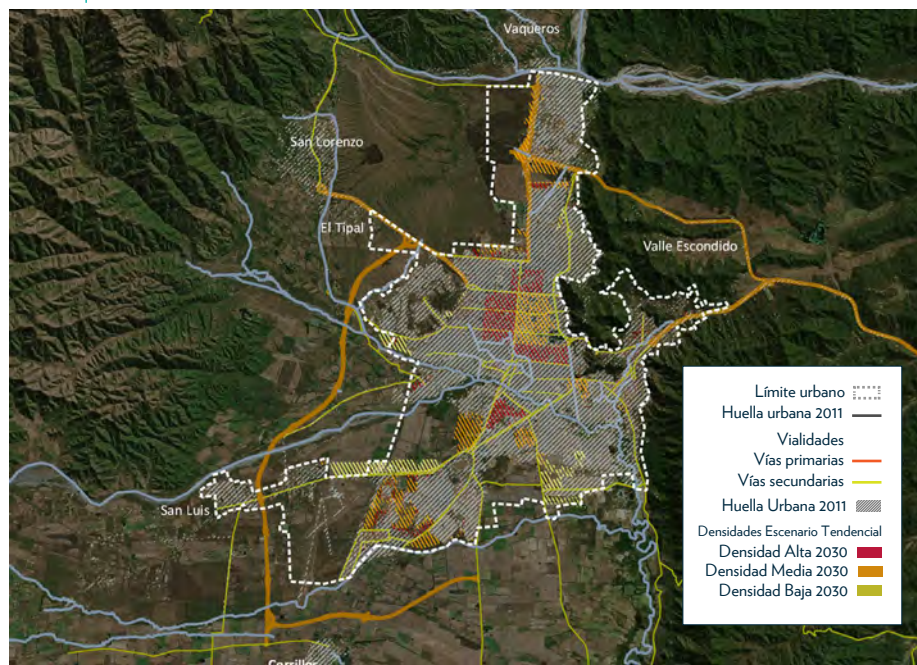 Vaqueros
San Lorenzo
El Tipal
Valle Escondido
San Luis
Límite urbano
Huella urbana 2011
Vialidades
Vías primarias
Vías secundarias
Huella Urbana 2011
Densidades Escenario Tendencial
Densidad Alta 2030
Densidad Media 2030
Densidad Baja 2030